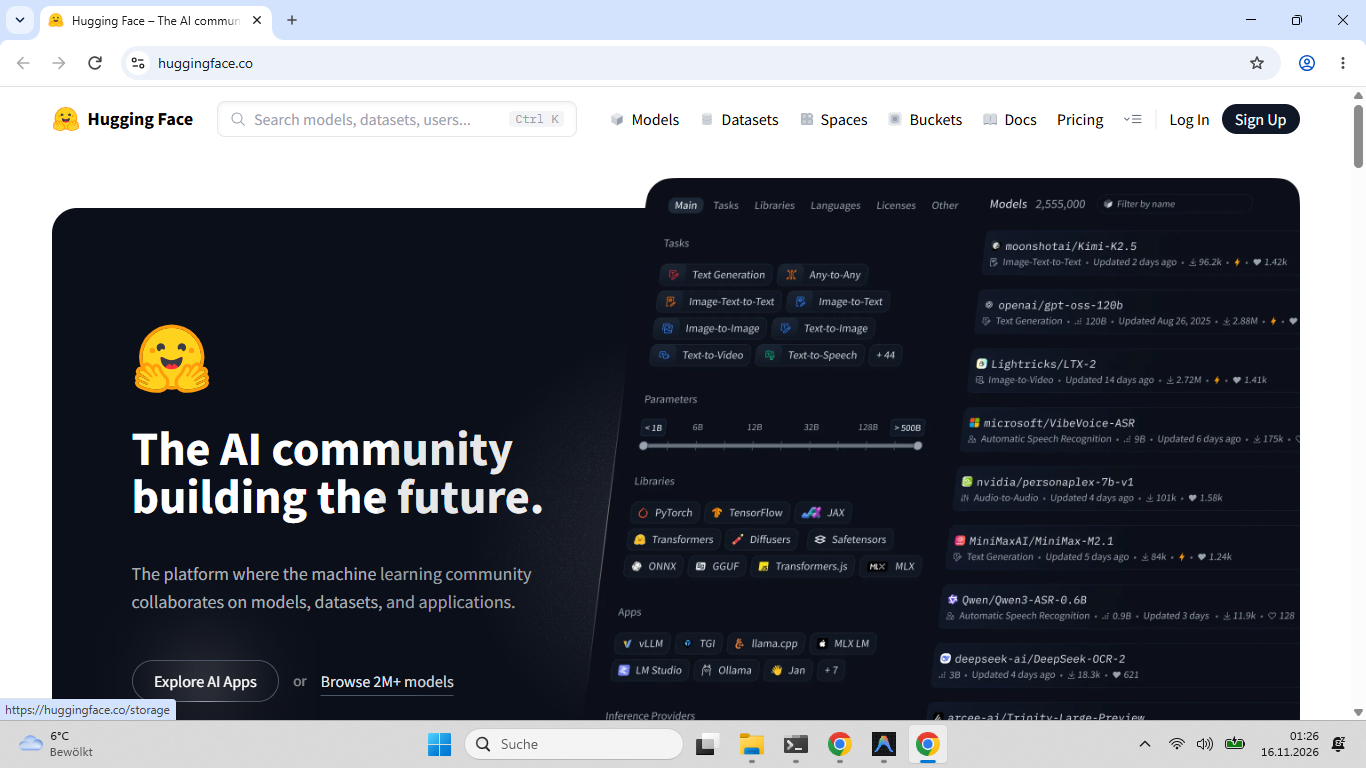 Hugging Face – The AI commun
huggingface.co
Hugging Face
Search models, datasets, users...
Ctrl K
Models
Datasets
Spaces
Buckets
Docs
Pricing
Log In
Sign Up
The AI community
building the future.
The platform where the machine learning community
collaborates on models, datasets, and applications.
Explore AI Apps or Browse 2M+ models
Main Tasks Libraries Languages Licenses Other
Tasks
Text Generation Any-to-Any
Image-Text-to-Text Image-to-Text
Image-to-Image Text-to-Image
Text-to-Video Text-to-Speech + 44
Parameters
< 1B 6B 12B 32B 128B > 500B
Libraries
PyTorch TensorFlow JAX
Transformers Diffusers Safetensors
ONNX GGUF Transformers.js MLX
Apps
vLLM TGI llama.cpp MLX LM
LM Studio Ollama Jan + 7
Inference Providers
Models 2,555,000 Filter by name
moonshotai/Kimi-K2.5
Image-Text-to-Text • Updated 2 days ago • 96.2k • 1.42k
openai/gpt-oss-120b
Text Generation • 120B • Updated Aug 26, 2025 • 2.88M •
Lightricks/LTX-2
Image-to-Video • Updated 14 days ago • 2.72M • 1.41k
microsoft/VibeVoice-ASR
Automatic Speech Recognition • 9B • Updated 6 days ago • 175k •
nvidia/personaplex-7b-v1
Audio-to-Audio • Updated 4 days ago • 101k • 1.58k
MiniMaxAI/MiniMax-M2.1
Text Generation • Updated 5 days ago • 84k • 1.24k
Qwen/Qwen3-ASR-0.6B
Automatic Speech Recognition • 0.9B • Updated 3 days • 11.9k • 128
deepseek-ai/DeepSeek-OCR-2
3B • Updated 4 days ago • 18.3k • 621
arcee-ai/Trinity-Large-Preview
https://huggingface.co/storage
6°C
Bewölkt
Suche
01:26
16.11.2026